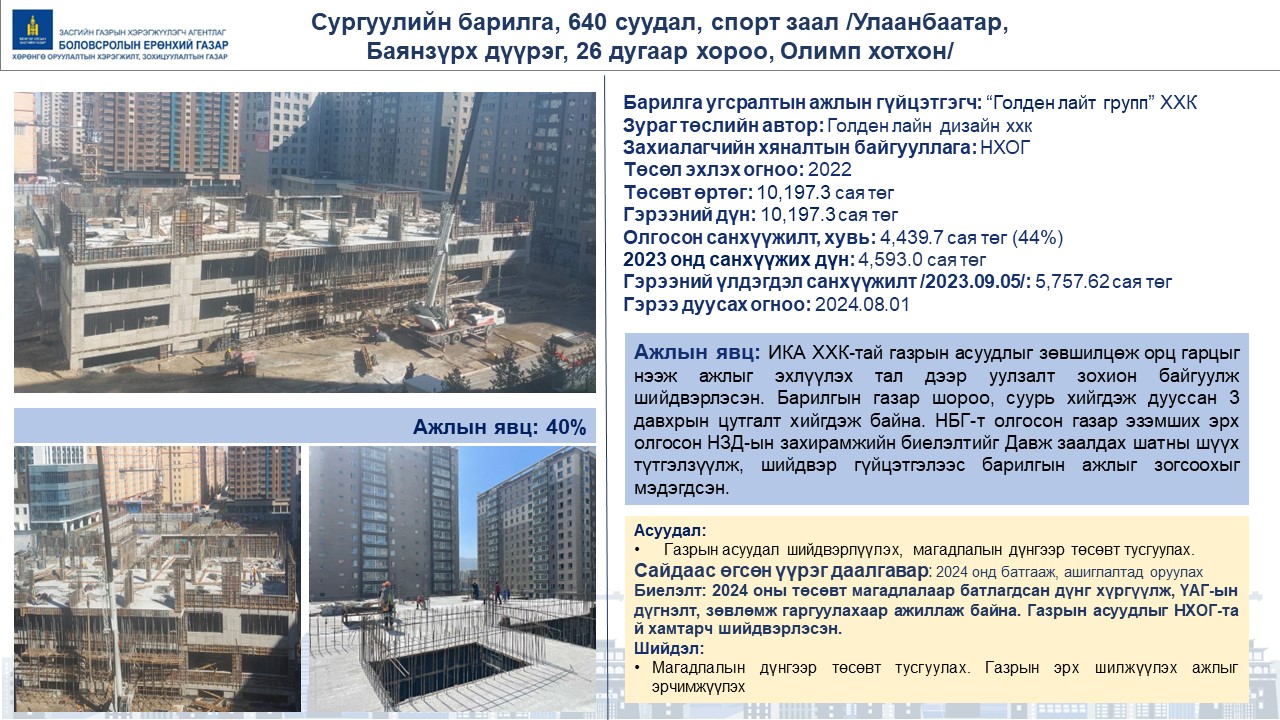 ЗАСГИЙН ГАЗРЫН ХЭРЭГЖҮҮЛЭГЧ АГЕНТЛАГ
БОЛОВСРОЛЫН ЕРӨНХИЙ ГАЗАР
ХӨРӨНГӨ ОРУУЛАЛТЫН ХЭРЭГЖИЛТ, ЗОХИЦУУЛАЛТЫН ГАЗАР
Сургуулийн барилга, 640 суудал, спорт заал /Улаанбаатар,
Баянзүрх дүүрэг, 26 дугаар хороо, Олимп хотхон/
Ажлын явц: 40%
Барилга угсралтын ажлын гүйцэтгэгч: “Голден лайт групп” ХХК
Зураг төслийн автор: Голден лайн дизайн ххк
Захиалагчийн хяналтын байгууллага: НХОГ
Төсөл эхлэх огноо: 2022
Төсөвт өртөг: 10,197.3 сая төг
Гэрээний дүн: 10,197.3 сая төг
Олгосон санхүүжилт, хувь: 4,439.7 сая төг (44%)
2023 онд санхүүжих дүн: 4,593.0 сая төг
Гэрээний үлдэгдэл санхүүжилт /2023.09.05/: 5,757.62 сая төг
Гэрээ дуусах огноо: 2024.08.01
Ажлын явц: ИКА ХХК-тай газрын асуудлыг зөвшилцөж орц гарцыг
нээж ажлыг эхлүүлэх тал дээр уулзалт зохион байгуулж
шийдвэрлэсэн. Барилгын газар шороо, суурь хийгдэж дууссан 3
давхрын цутгалт хийгдэж байна. НБГ-т олгосон газар эзэмших эрх
олгосон НЗД-ын захирамжийн биелэлтийг Давж заалдах шатны шүүх
түтгэлзүүлж, шийдвэр гүйцэтгэлээс барилгын ажлыг зогсоохыг
мэдэгдсэн.
Асуудал:
• Газрын асуудал шийдвэрлүүлэх, магадлалын дүнгээр төсөвт тусгуулах.
Сайдаас өгсөн үүрэг даалгавар: 2024 онд батгааж, ашиглалтад оруулах
Биелэлт: 2024 оны төсөвт магадлалаар батлагдсан дүнг хүргүүлж, ҮАГ-ын
дүгнэлт, зөвлөмж гаргуулахаар ажиллаж байна. Газрын асуудлыг НХОГ-та
й хамтарч шийдвэрлэсэн.
Шийдэл:
• Магадлалын дүнгээр төсөвт тусгуулах. Газрын эрх шилжүүлэх ажлыг
эрчимжүүлэх